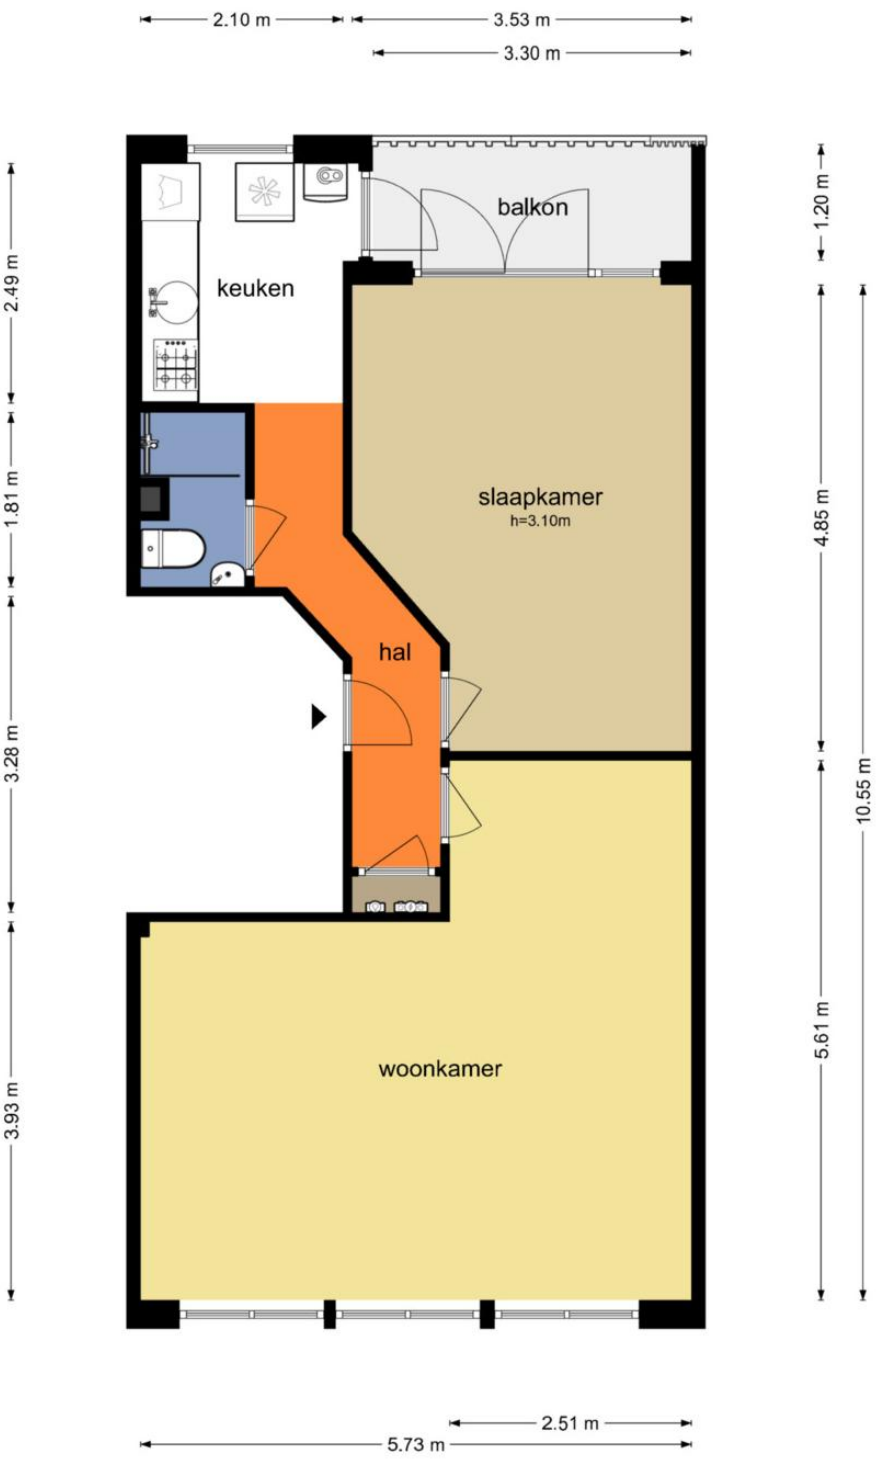 2.10 m
3.53 m
3.30 m
balkon
1.20 m
keuken
2.49 m
slaapkamer
h=3.10m
4.85 m
1.81 m
hal
3.28 m
10.55 m
5.61 m
woonkamer
3.93 m
2.51 m
5.73 m